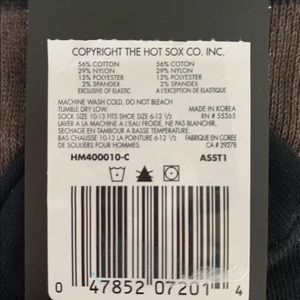 COPYRIGHT THE HOT SOX CO. INC.
56% COTTON 56% COTON
29% NYLON 29% NYLON
13% POLYESTER 13% POLYESTER
2% SPANDEX 2% SPANDEX
EXCLUSIVE OF ELASTIC A L'EXCEPTION DE ELASTIQUE
MACHINE WASH COLD, DO NOT BLEACH
TUMBLE DRY LOW. MADE IN KOREA
SOCK SIZE 10-13 FITS SHOE SIZE 6-12 1/2 RN # 55365
LAVER A LA MACHINE A L'EAU FROIDE, NE PAS BLANCHIR,
SECHAGE EN TAMBOUR A BASSE TEMPERATURE.
BAS CHAUSSE 10-13 LA POINTURE 6-12 1/2 FABRIQUE EN COREE
DE SOULIERS POUR HOMMES. CA # 29278
HM400010-C ASST1
0 47852 07201 4